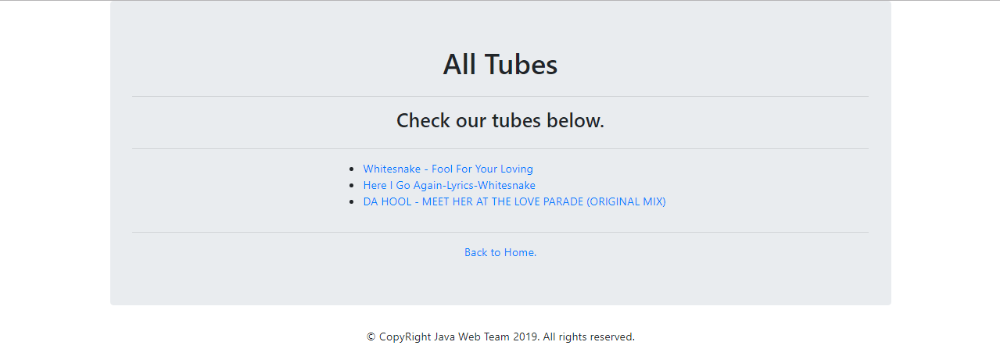 All Tubes
Check our tubes below.
Whitesnake - Fool For Your Loving
Here I Go Again-Lyrics-Whitesnake
DA HOOL - MEET HER AT THE LOVE PARADE (ORIGINAL MIX)
Back to Home.
© CopyRight Java Web Team 2019. All rights reserved.